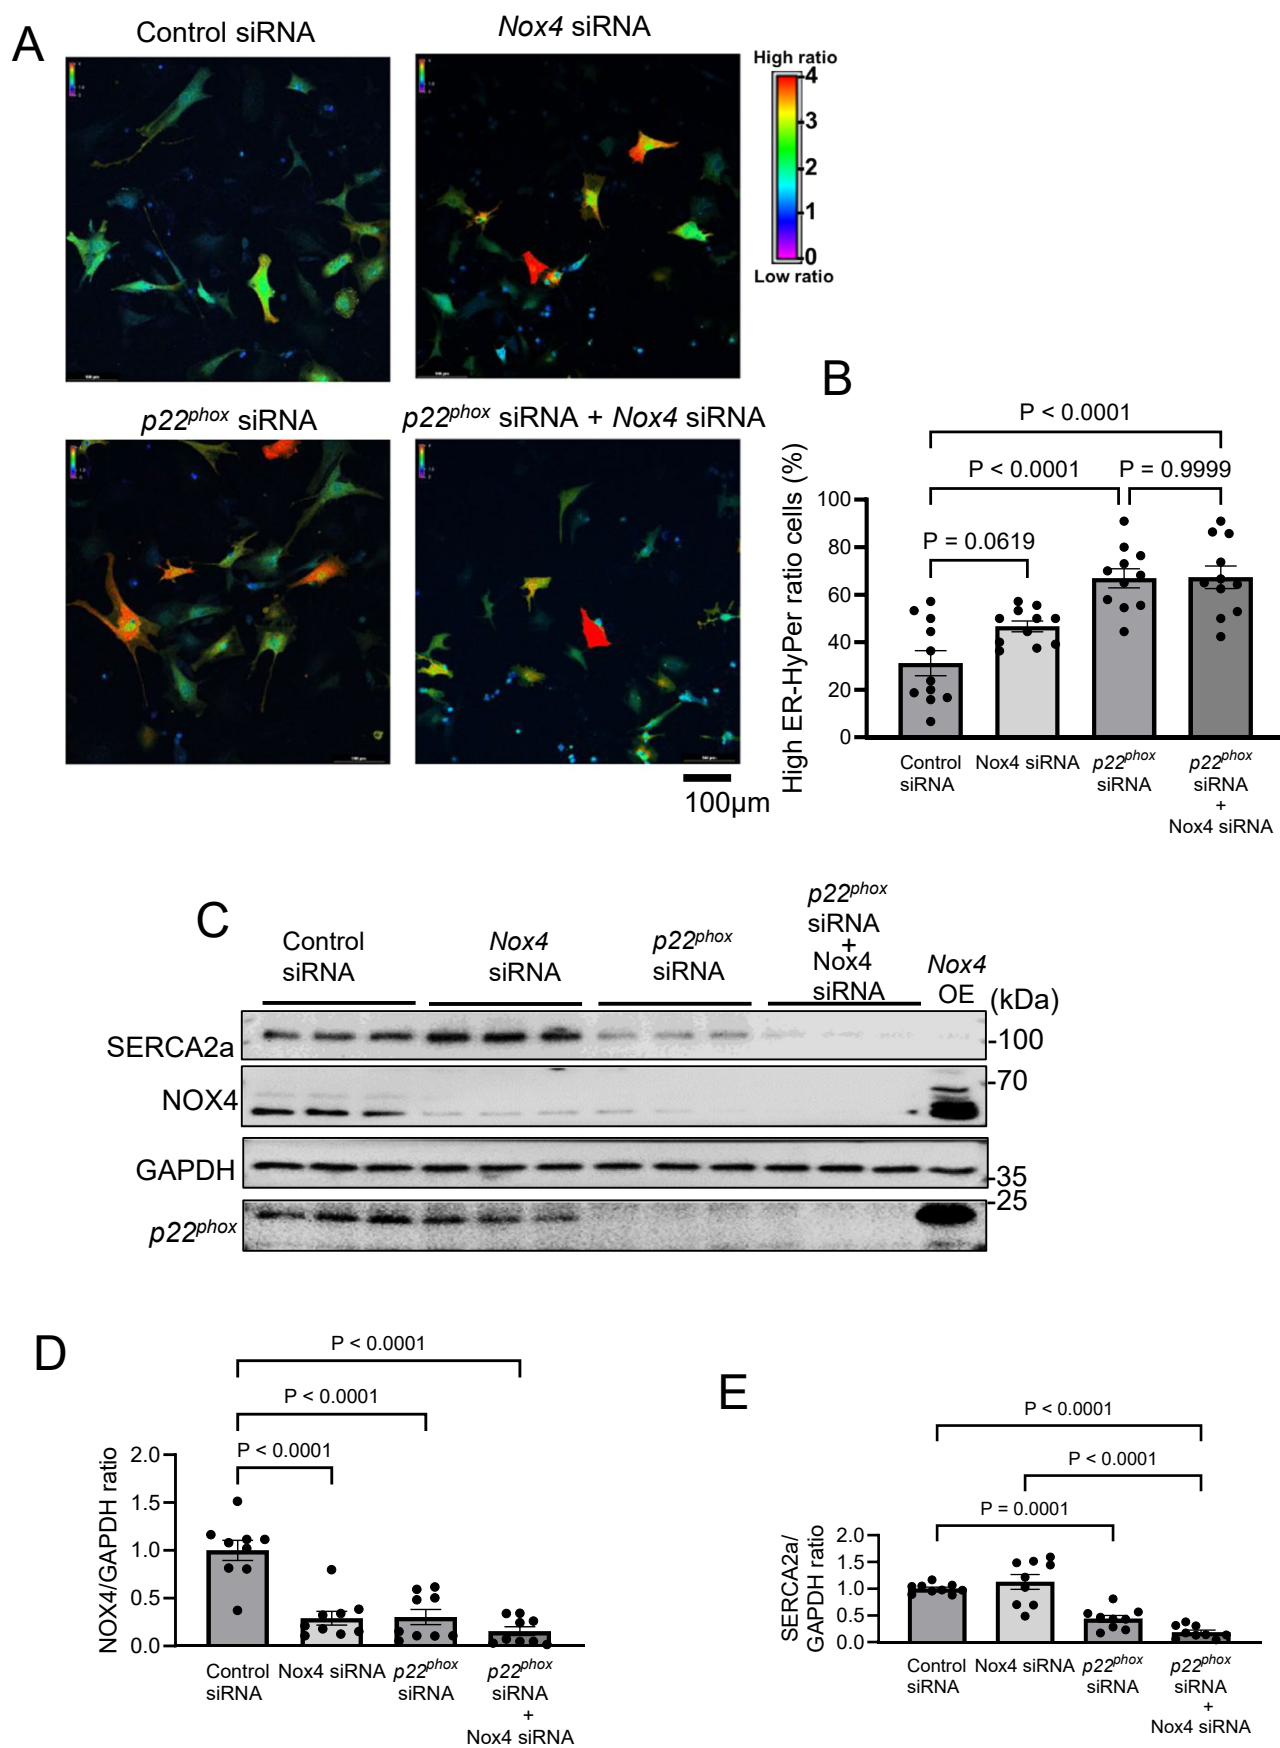 A
Control siRNA
Nox4 siRNA
High ratio
4
3
2
1
0
Low ratio
p22phox siRNA
p22phox siRNA + Nox4 siRNA
100μm
B
P < 0.0001
P < 0.0001
P = 0.9999
P = 0.0619
High ER-HyPer ratio cells (%)
100
80
60
40
20
0
Control
siRNA
Nox4 siRNA
p22phox
siRNA
p22phox
siRNA
+
Nox4 siRNA
C
Control
siRNA
Nox4
siRNA
p22phox
siRNA
p22phox
siRNA
+
Nox4
siRNA
Nox4
OE
(kDa)
SERCA2a
-100
NOX4
-70
GAPDH
-35
-25
p22phox
D
P < 0.0001
P < 0.0001
P < 0.0001
NOX4/GAPDH ratio
2.0
1.5
1.0
0.5
0.0
Control
siRNA
Nox4 siRNA
p22phox
siRNA
p22phox
siRNA
+
Nox4 siRNA
E
P < 0.0001
P < 0.0001
P = 0.0001
SERCA2a/
GAPDH ratio
2.0
1.5
1.0
0.5
0.0
Control
siRNA
Nox4 siRNA
p22phox
siRNA
p22phox
siRNA
+
Nox4 siRNA